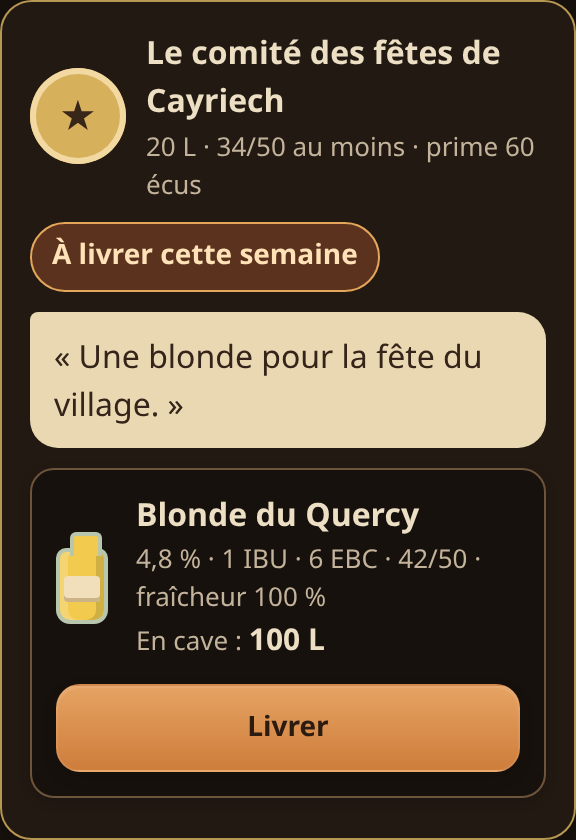 Le comité des fêtes de
Cayriech
20 L · 34/50 au moins · prime 60
écus
À livrer cette semaine
« Une blonde pour la fête du
village. »
Blonde du Quercy
4,8 % · 1 IBU · 6 EBC · 42/50 ·
fraîcheur 100 %
En cave : 100 L
Livrer